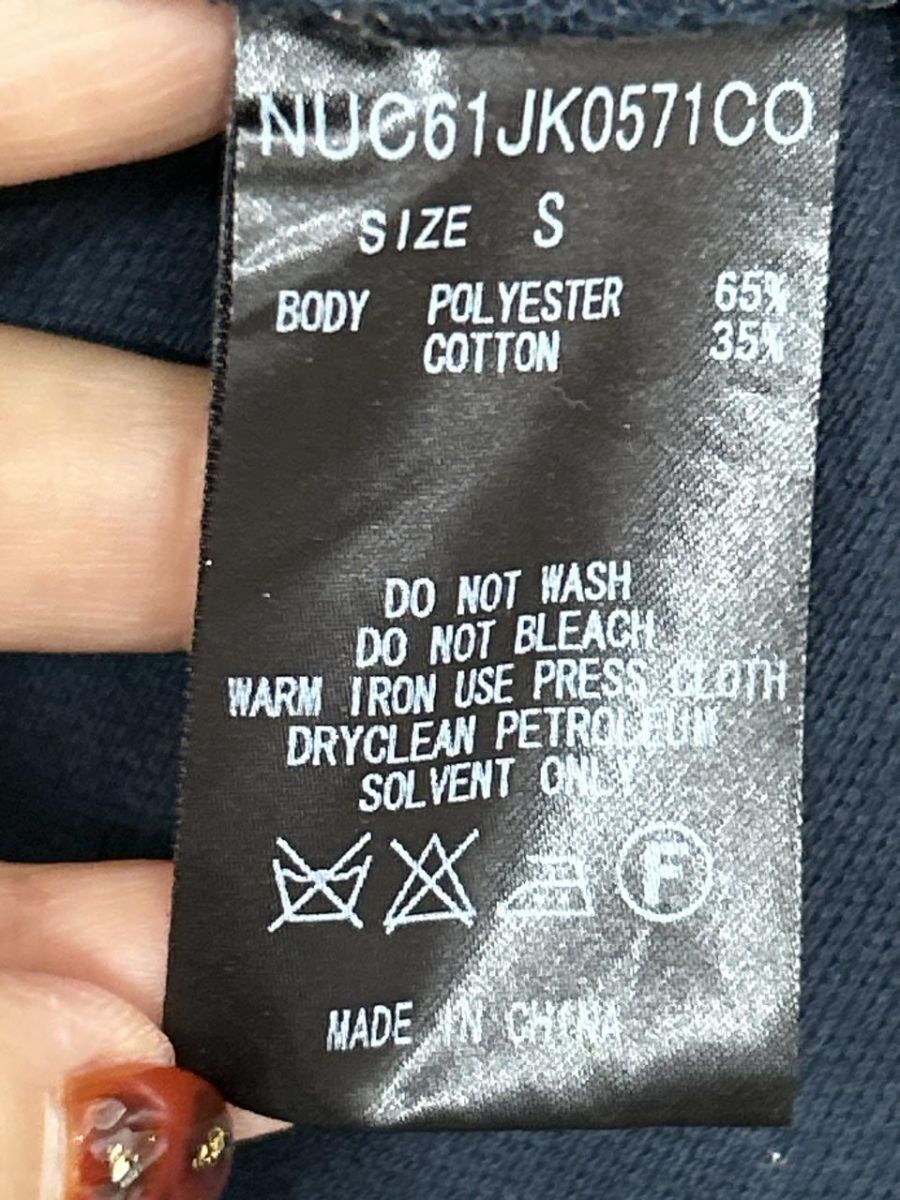 NUC61JK0571CO
SIZE S
BODY POLYESTER 65%
COTTON 35%
DO NOT WASH
DO NOT BLEACH
WARM IRON USE PRESS CLOTH
DRYCLEAN PETROLEUM
SOLVENT ONLY
F
MADE IN CHINA